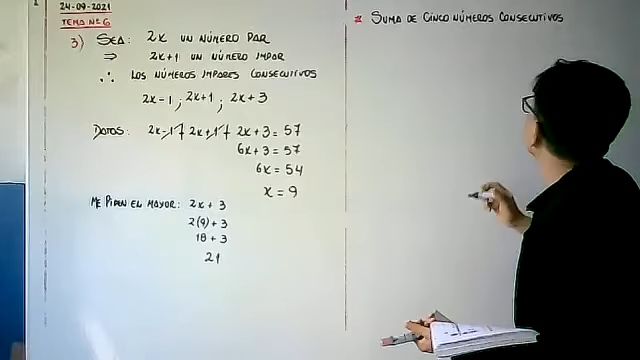 24-09-2021
TEMA Nº 6
3) SEA: 2x UN NÚMERO PAR
⇒ 2x+1 UN NÚMERO IMPAR
∴ LOS NÚMEROS IMPARES CONSECUTIVOS
2x-1 ; 2x+1 ; 2x+3
DATOS: 2x-1 + 2x+1 + 2x+3 = 57
6x+3 = 57
6x = 54
x = 9
ME PIDEN EL MAYOR: 2x + 3
2(9) + 3
18 + 3
21
* SUMA DE CINCO NÚMEROS CONSECUTIVOS